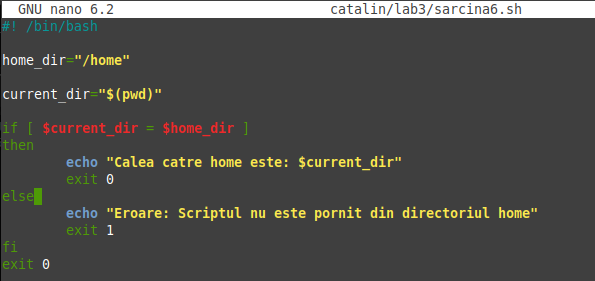 GNU nano 6.2 catalin/lab3/sarcina6.sh
#! /bin/bash
home_dir="/home"
current_dir="$(pwd)"
if [ $current_dir = $home_dir ]
then
echo "Calea catre home este: $current_dir"
exit 0
else
echo "Eroare: Scriptul nu este pornit din directoriul home"
exit 1
fi
exit 0